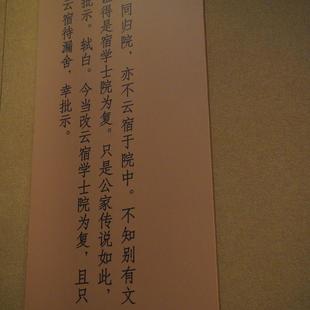 同归院，亦不云宿于院中。不知别有文
得是宿学士院为复。只是公家传说如此，
批示。轼白。今当改云宿学士院为复，且只
云宿待漏舍，幸批示。